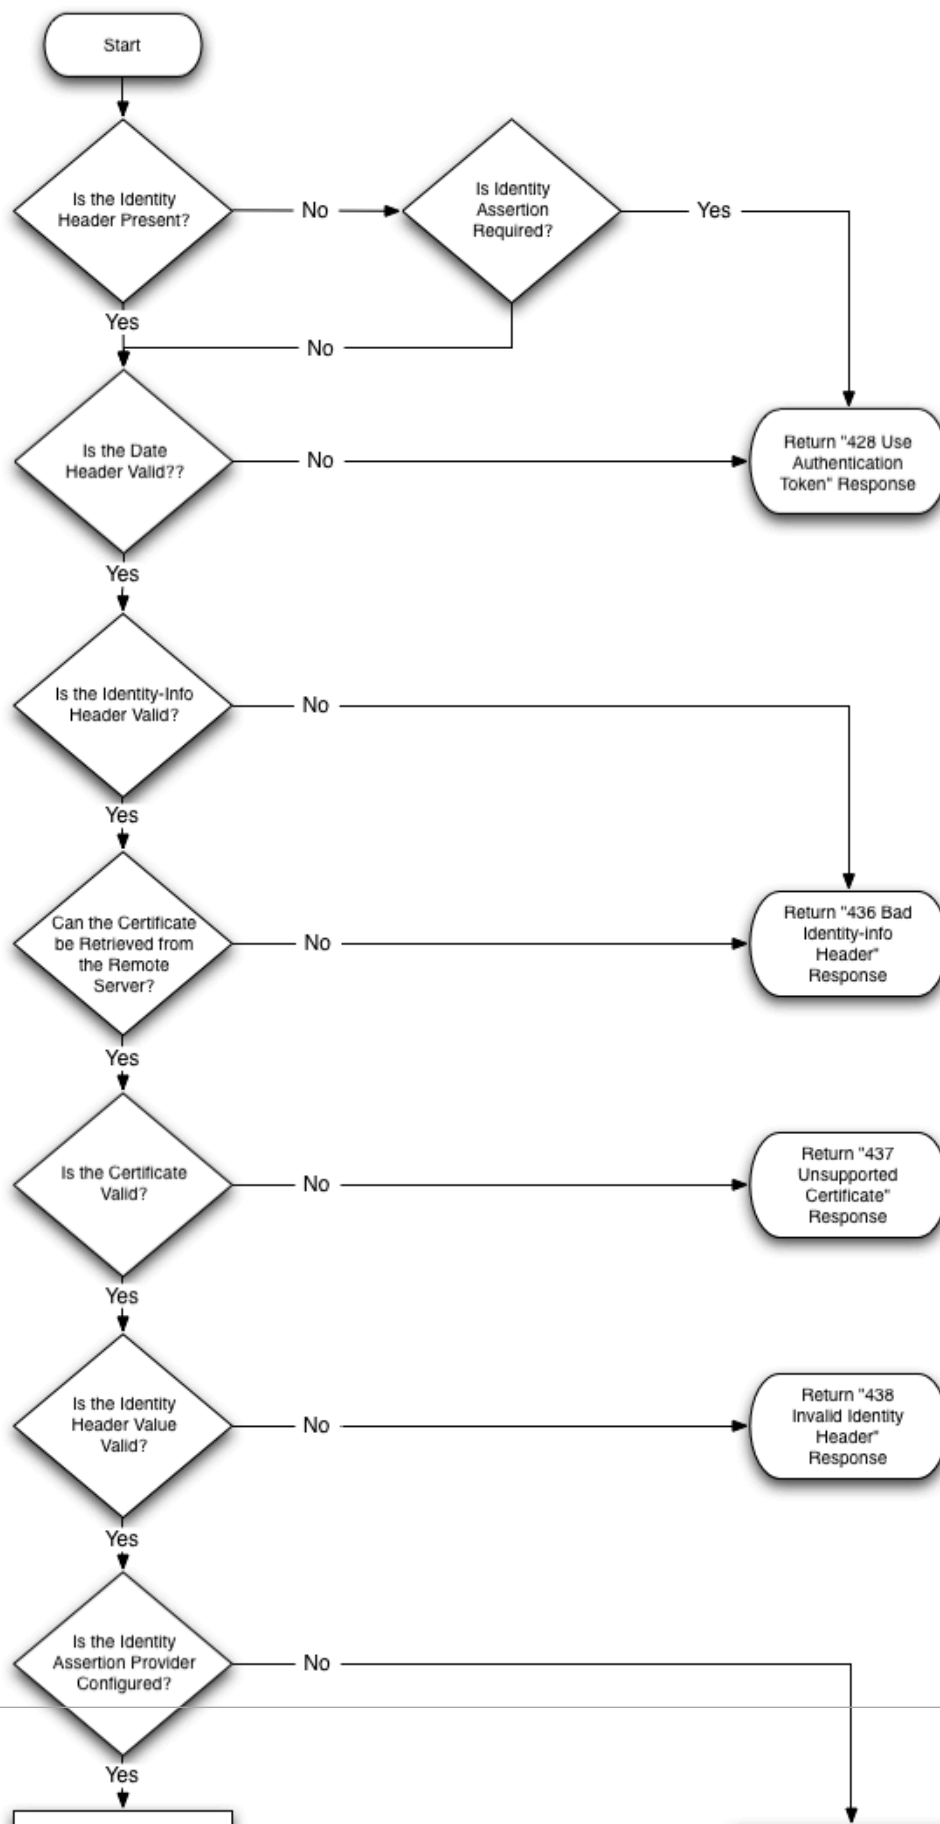 Start
Is the Identity
Header Present?
No
Is Identity
Assertion
Required?
Yes
Yes
No
Is the Date
Header Valid??
No
Return "428 Use
Authentication
Token" Response
Yes
Is the Identity-Info
Header Valid?
No
Yes
Can the Certificate
be Retrieved from
the Remote
Server?
No
Return "436 Bad
Identity-info
Header"
Response
Yes
Is the Certificate
Valid?
No
Return "437
Unsupported
Certificate"
Response
Yes
Is the Identity
Header Value
Valid?
No
Return "438
Invalid Identity
Header"
Response
Yes
Is the Identity
Assertion Provider
Configured?
No
Yes